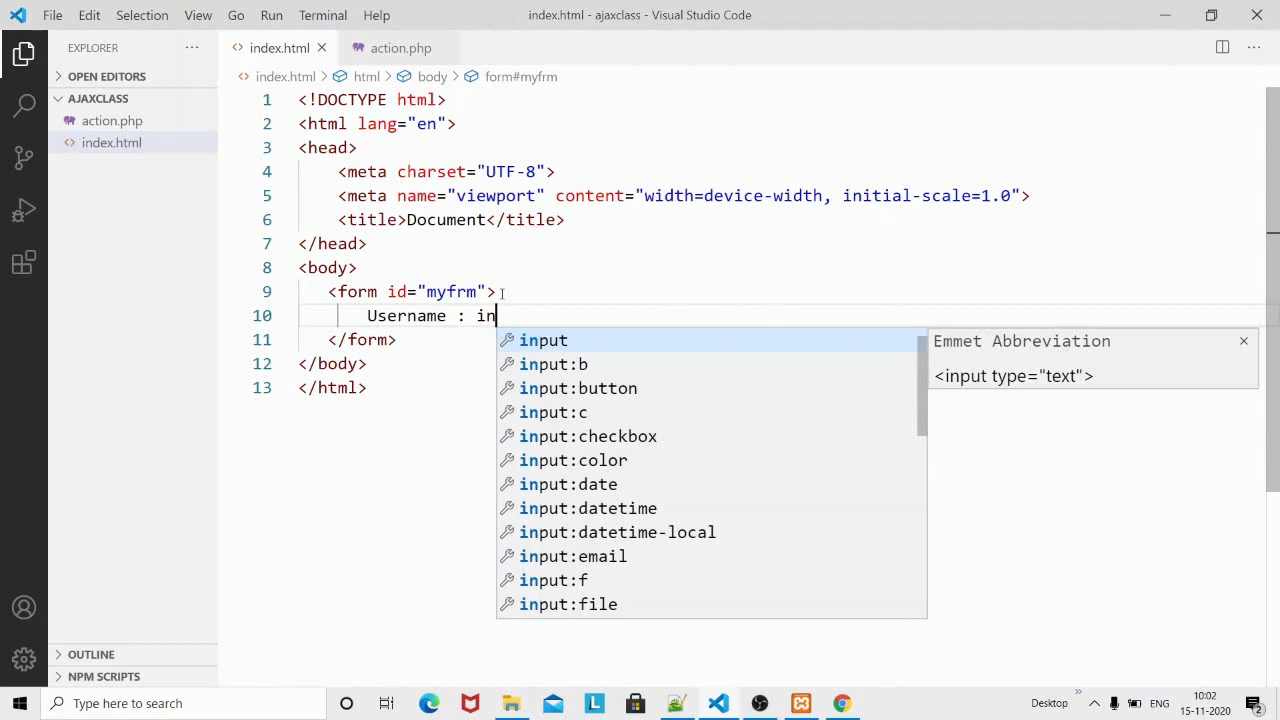 File Edit Selection View Go Run Terminal Help
index.html - ajaxclass - Visual Studio Code
EXPLORER
OPEN EDITORS
AJAXCLASS
action.php
index.html
index.html
action.php
index.html html body form#myfrm
1 <!DOCTYPE html>
2 <html lang="en">
3 <head>
4 <meta charset="UTF-8">
5 <meta name="viewport" content="width=device-width, initial-scale=1.0">
6 <title>Document</title>
7 </head>
8 <body>
9 <form id="myfrm">
10 Username : in
11 </form>
12 </body>
13 </html>
input
input:b
input:button
input:c
input:checkbox
input:color
input:date
input:datetime
input:datetime-local
input:email
input:f
input:file
Emmet Abbreviation
<input type="text">
OUTLINE
NPM SCRIPTS
Type here to search
L
Desktop
ENG
10:02
15-11-2020
2